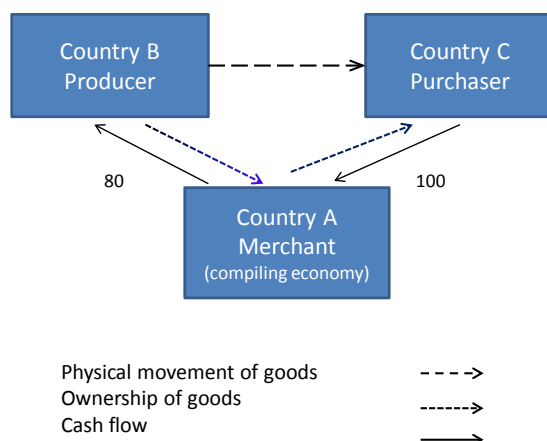 Country B
Producer
Country C
Purchaser
80
100
Country A
Merchant
(compiling economy)
Physical movement of goods
Ownership of goods
Cash flow